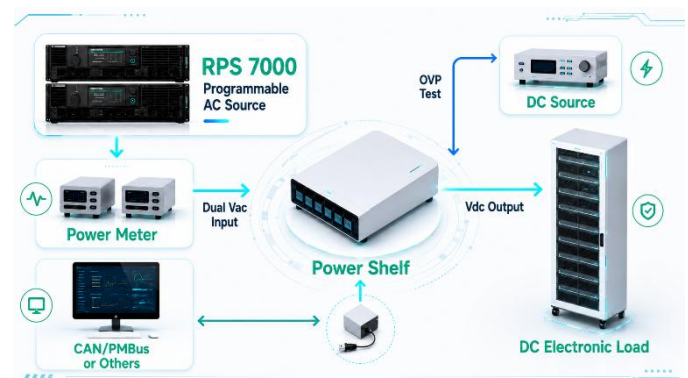 RPS 7000
Programmable
AC Source
OVP
Test
DC Source
Power Meter
Dual Vac
Input
Power Shelf
Vdc Output
CAN/PMBus
or Others
DC Electronic Load